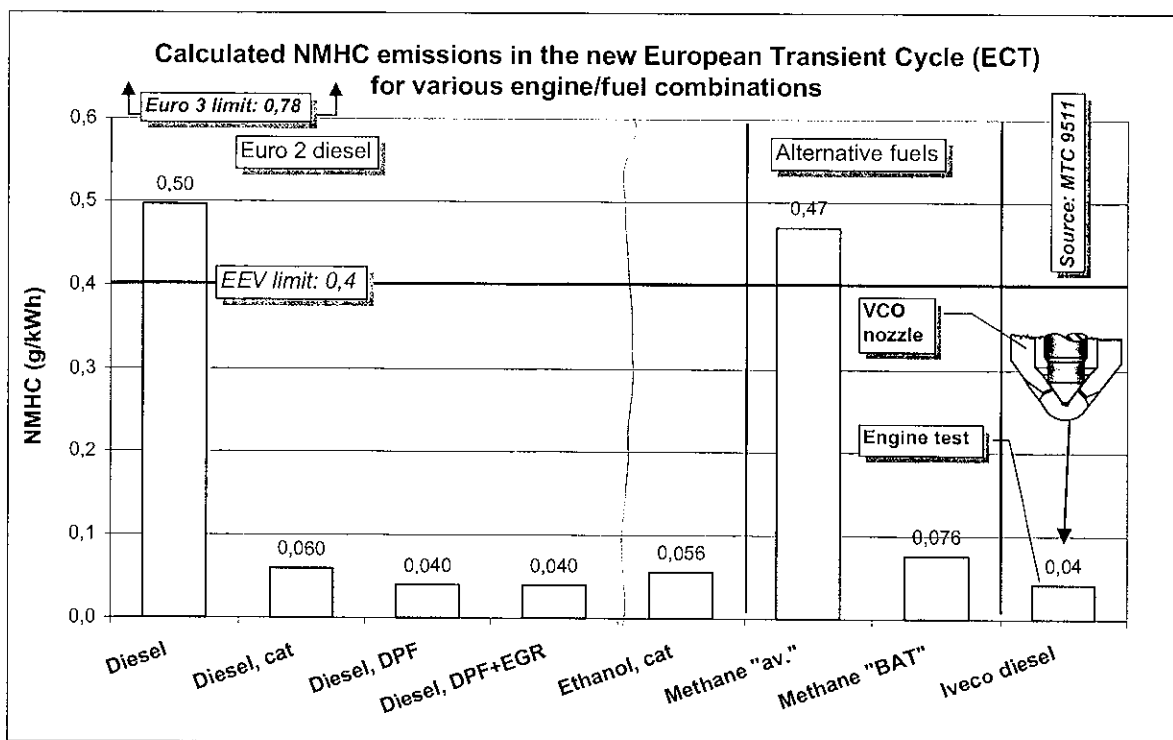 Calculated NMHC emissions in the new European Transient Cycle (ECT)
for various engine/fuel combinations
Euro 3 limit: 0,78
Euro 2 diesel
Alternative fuels
Source: MTC 9511
NMHC (g/kWh)
0,6
0,5
0,4
0,3
0,2
0,1
0,0
EEV limit: 0,4
VCO
nozzle
Engine test
0,50
0,060
0,040
0,040
0,056
0,47
0,076
0,04
Diesel
Diesel, cat
Diesel, DPF
Diesel, DPF+EGR
Ethanol, cat
Methane "av."
Methane "BAT"
Iveco diesel